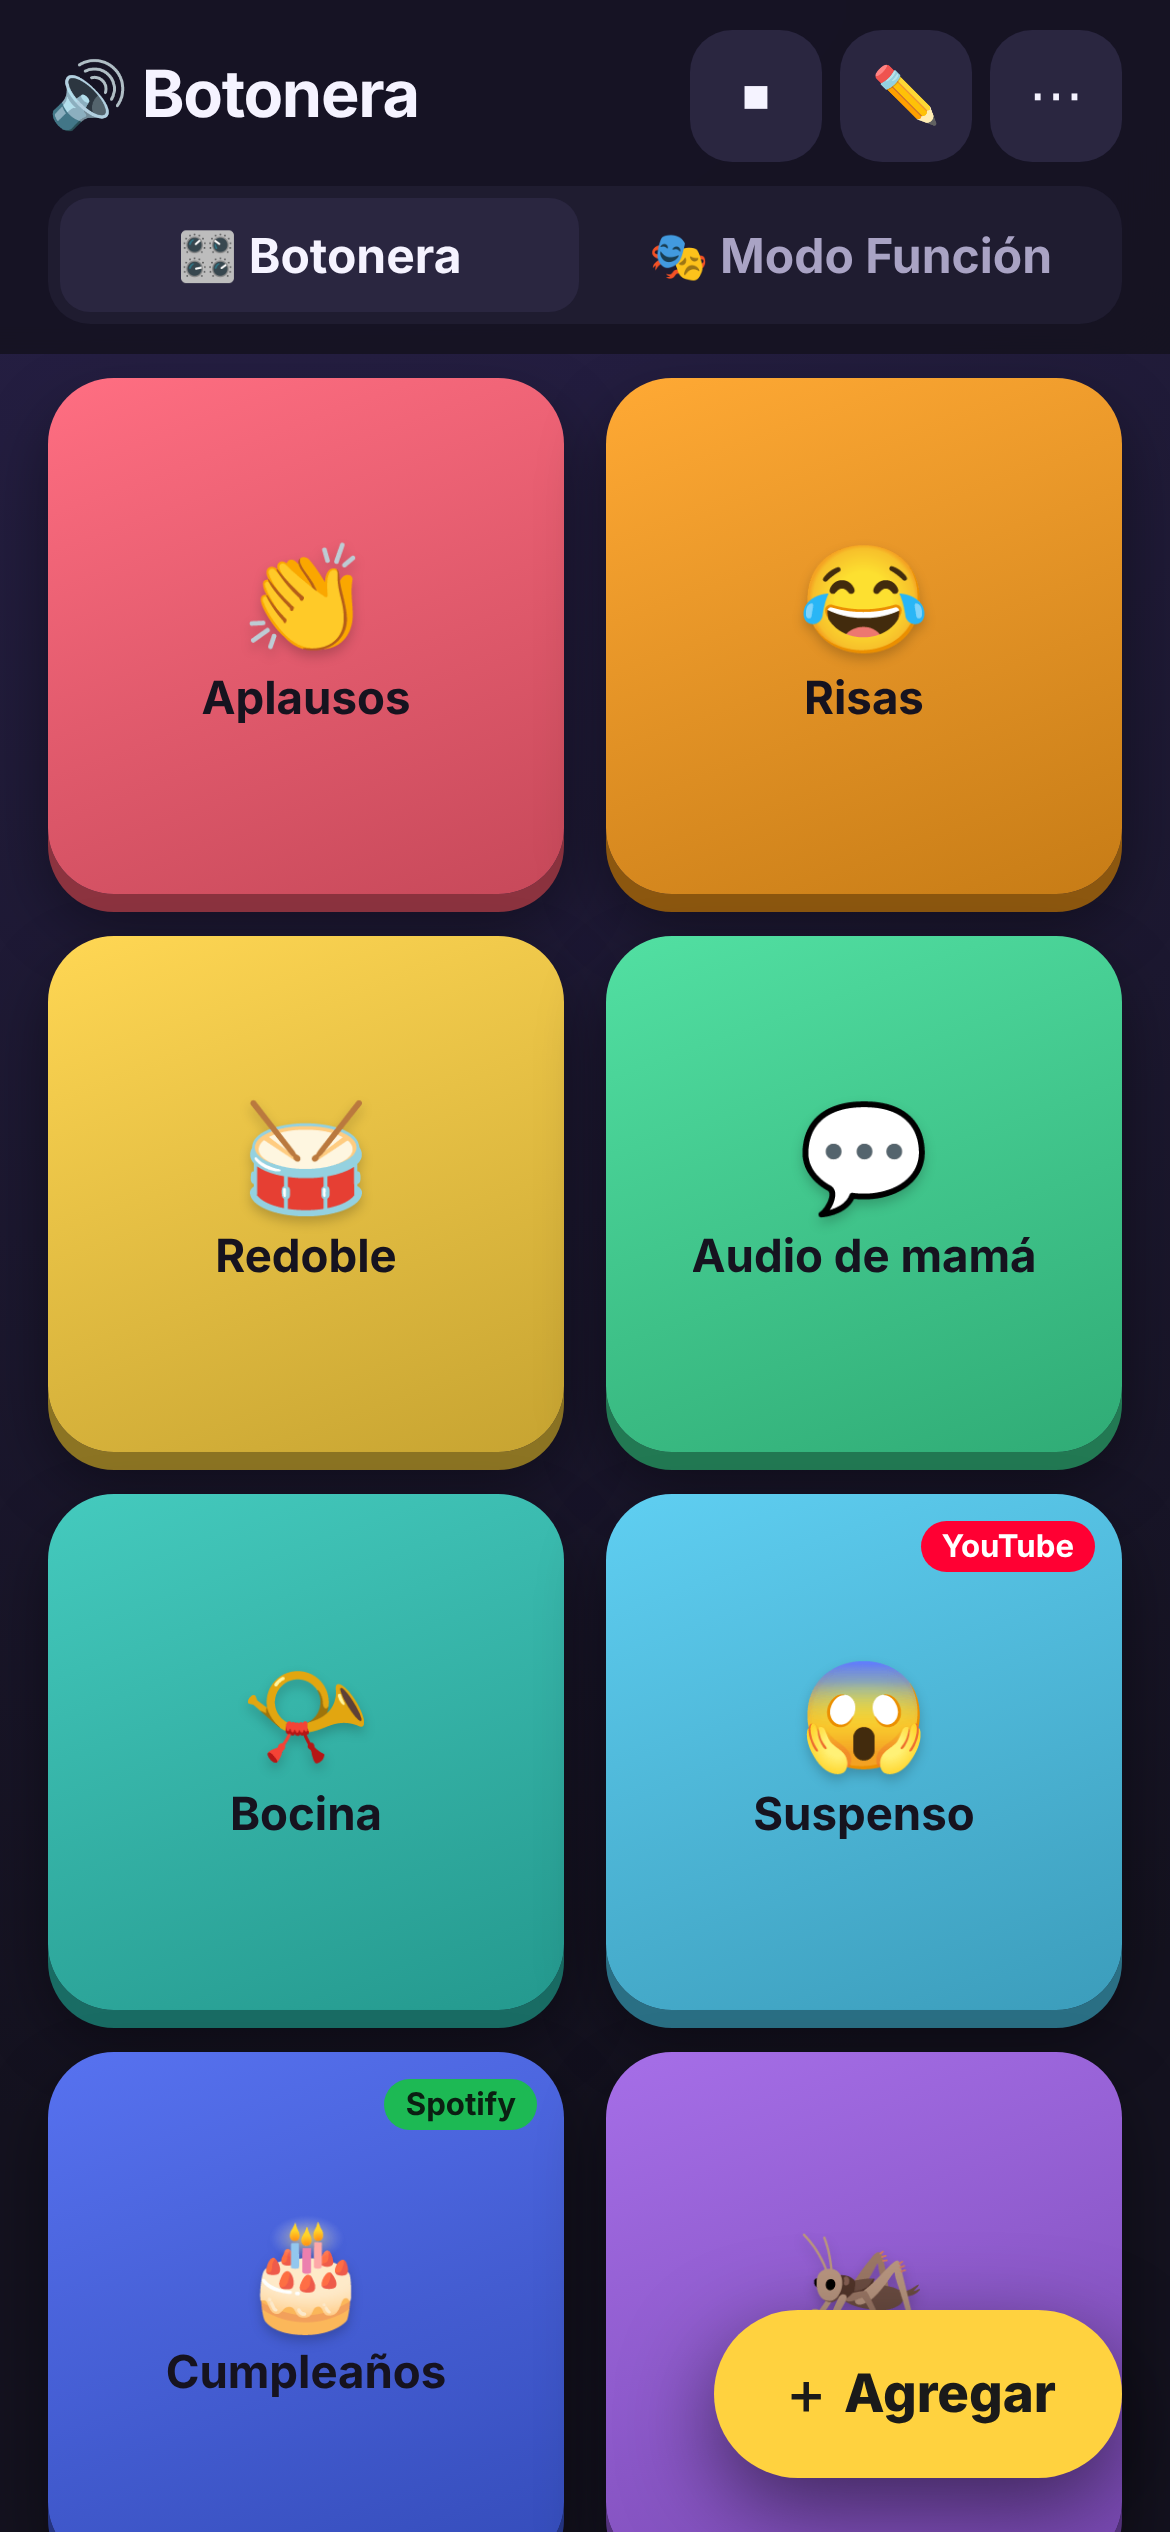 Botonera
Botonera
Modo Función
Aplausos
Risas
Redoble
Audio de mamá
Bocina
YouTube
Suspenso
Spotify
Cumpleaños
+ Agregar